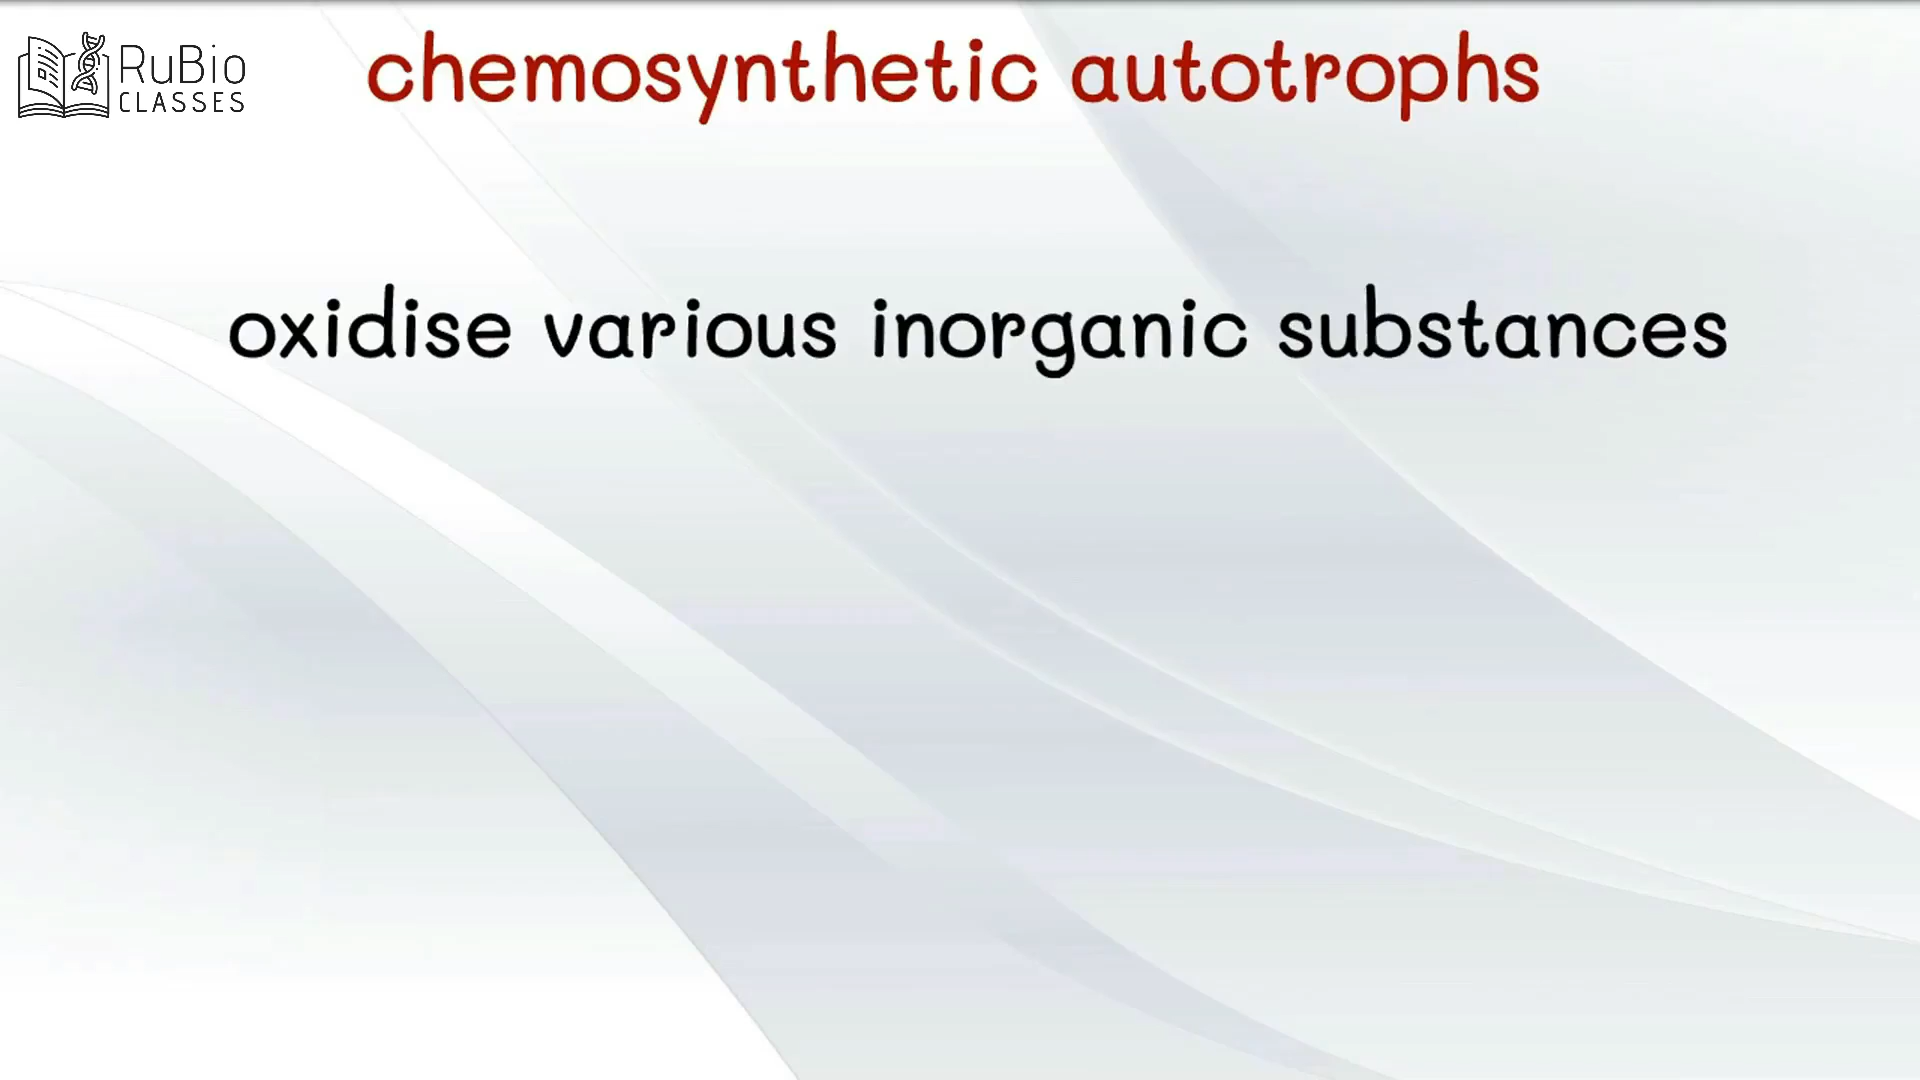 RuBio
CLASSES
chemosynthetic autotrophs
oxidise various inorganic substances